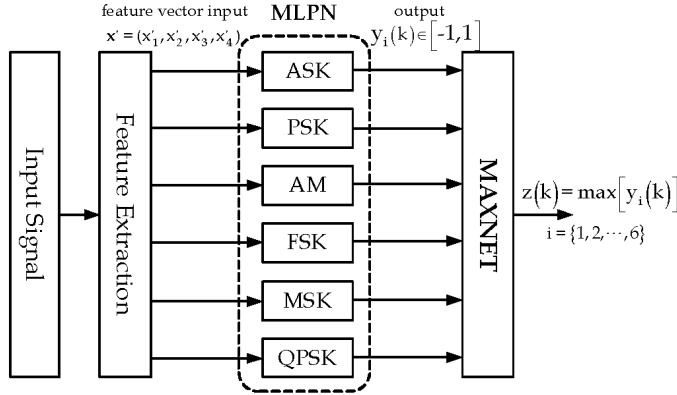 feature vector input
MLPN
output
x' = (x'₁, x'₂, x'₃, x'₄)
yᵢ(k)∈[-1,1]
Input Signal
Feature Extraction
ASK
PSK
AM
FSK
MSK
QPSK
MAXNET
z(k) = max[yᵢ(k)]
i = {1, 2, ⋯, 6}